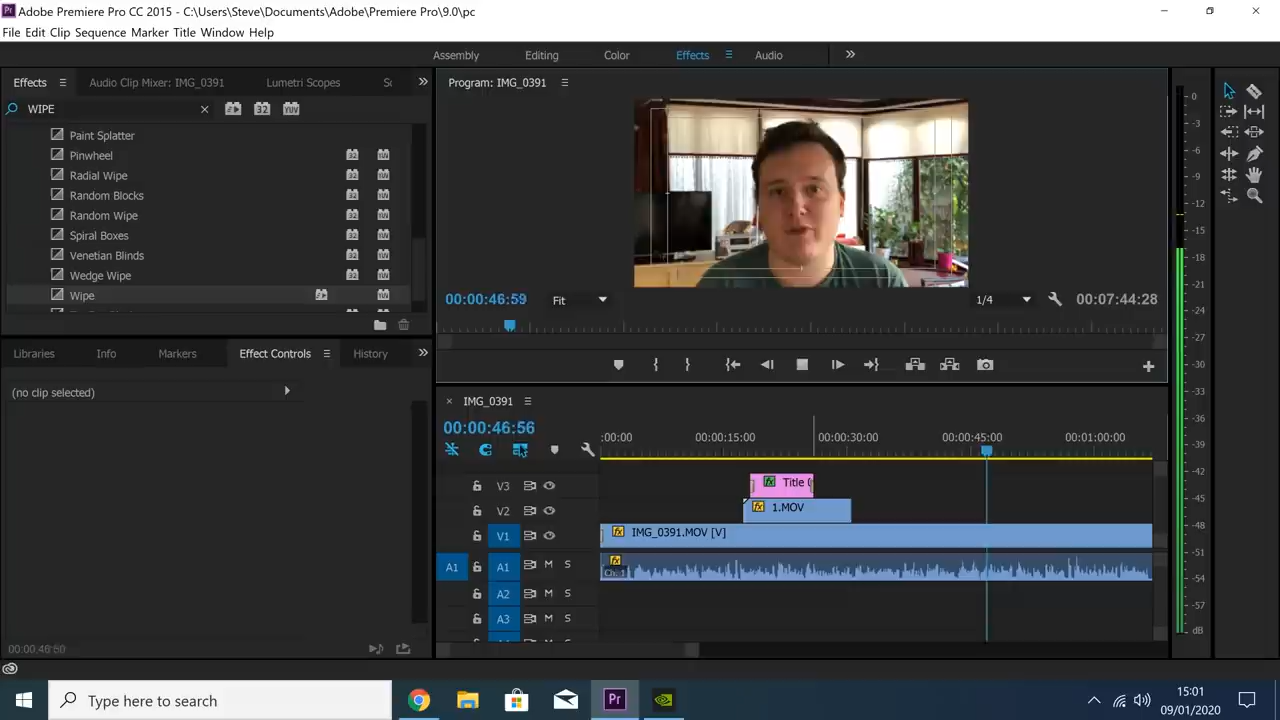 Adobe Premiere Pro CC 2015 - C:\Users\Steve\Documents\Adobe\Premiere Pro\9.0\pc
File Edit Clip Sequence Marker Title Window Help
Assembly Editing Color Effects Audio
Effects Audio Clip Mixer: IMG_0391 Lumetri Scopes
Program: IMG_0391
WIPE
Paint Splatter
Pinwheel
Radial Wipe
Random Blocks
Random Wipe
Spiral Boxes
Venetian Blinds
Wedge Wipe
Wipe
00:00:46:59 Fit 1/4 00:07:44:28
Libraries Info Markers Effect Controls History
(no clip selected)
00:00:46:50
IMG_0391
00:00:46:56
:00:00 00:00:15:00 00:00:30:00 00:00:45:00 00:01:00:00
V3 Title
V2 1.MOV
V1 IMG_0391.MOV [V]
A1 A1 M S Ch. 1
A2 M S
A3 M S
0
-3
-6
-9
-12
-15
-18
-21
-24
-27
-30
-33
-36
-39
-42
-45
-48
-51
-54
-57
dB
Type here to search
15:01
09/01/2020